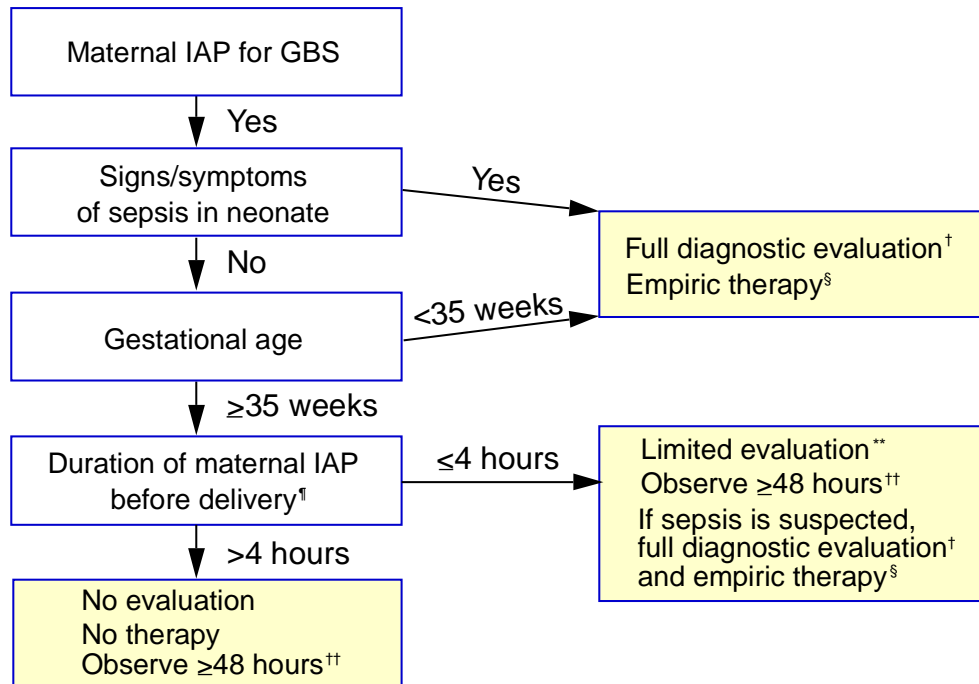 Maternal IAP for GBS
Yes
Signs/symptoms
of sepsis in neonate
Yes
Full diagnostic evaluation†
Empiric therapy§
No
Gestational age
<35 weeks
≥35 weeks
Duration of maternal IAP
before delivery¶
≤4 hours
Limited evaluation**
Observe ≥48 hours††
If sepsis is suspected,
full diagnostic evaluation†
and empiric therapy§
>4 hours
No evaluation
No therapy
Observe ≥48 hours††